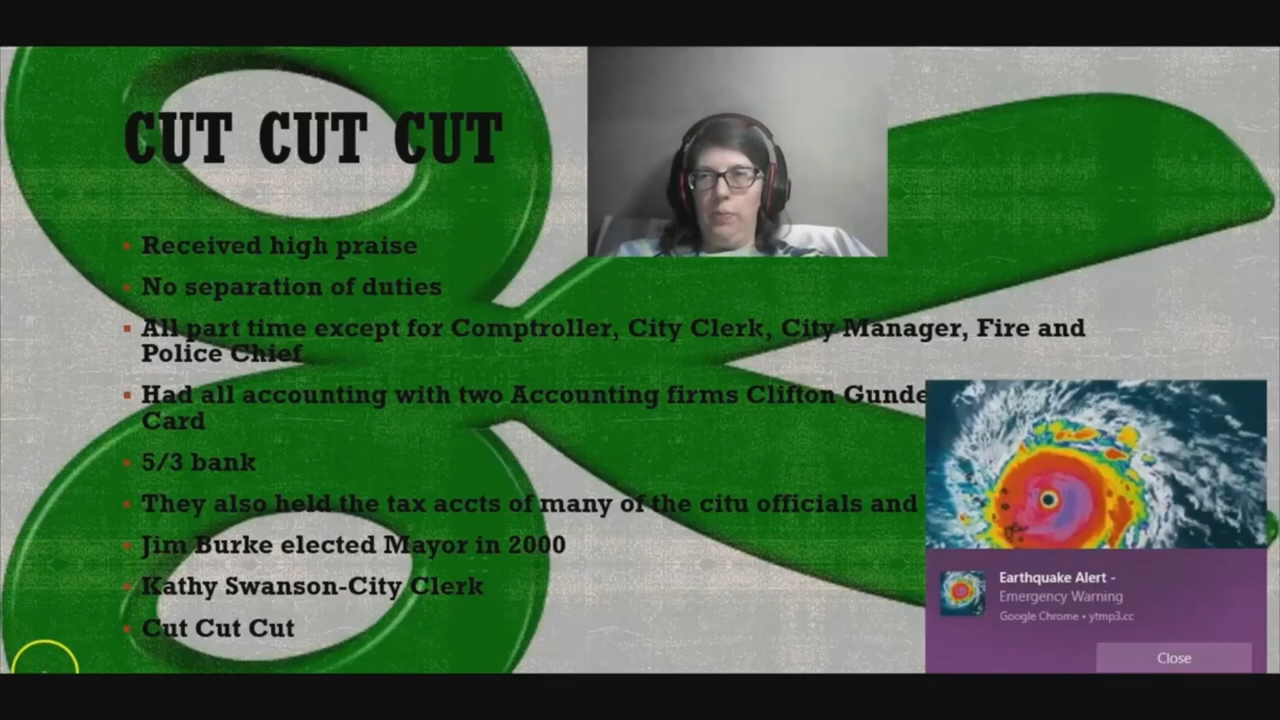 CUT CUT CUT
Received high praise
No separation of duties
All part time except for Comptroller, City Clerk, City Manager, Fire and
Police Chief
Had all accounting with two Accounting firms Clifton Gunde
Card
5/3 bank
They also held the tax accts of many of the citu officials and
Jim Burke elected Mayor in 2000
Kathy Swanson-City Clerk
Cut Cut Cut
Earthquake Alert -
Emergency Warning
Google Chrome • ytmp3.cc
Close